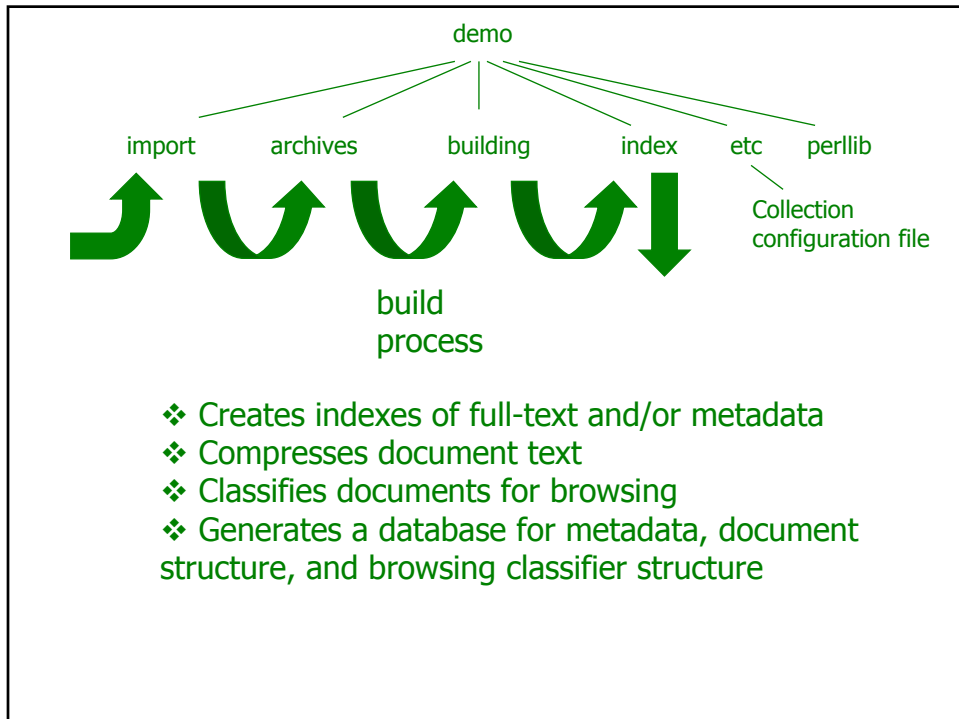 demo
import archives building index etc perllib
Collection
configuration file
build
process
❖ Creates indexes of full-text and/or metadata
❖ Compresses document text
❖ Classifies documents for browsing
❖ Generates a database for metadata, document
structure, and browsing classifier structure